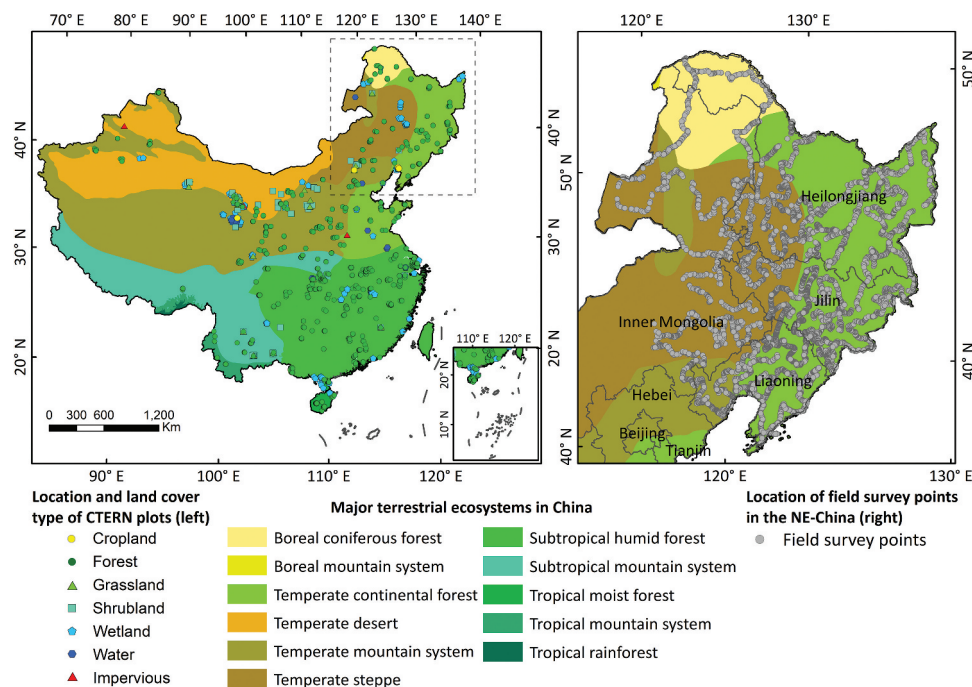 70° E 80° E 90° E 100° E 110° E 120° E 130° E 140° E
120° E 130° E
50° N
40° N
30° N
20° N
40° N
30° N
20° N
10° N
110° E 120° E
20° N
10° N
0 300 600 1,200
Km
90° E 100° E 110° E 120° E
40° N
50° N
30° N
20° N
40° N
50° N
40° N
Heilongjiang
Jilin
Inner Mongolia
Liaoning
Hebei
Beijing
Tianjin
120° E 130° E
Location and land cover
type of CTERN plots (left)
Cropland
Forest
Grassland
Shrubland
Wetland
Water
Impervious
Major terrestrial ecosystems in China
Boreal coniferous forest
Boreal mountain system
Temperate continental forest
Temperate desert
Temperate mountain system
Temperate steppe
Subtropical humid forest
Subtropical mountain system
Tropical moist forest
Tropical mountain system
Tropical rainforest
Location of field survey points
in the NE-China (right)
Field survey points